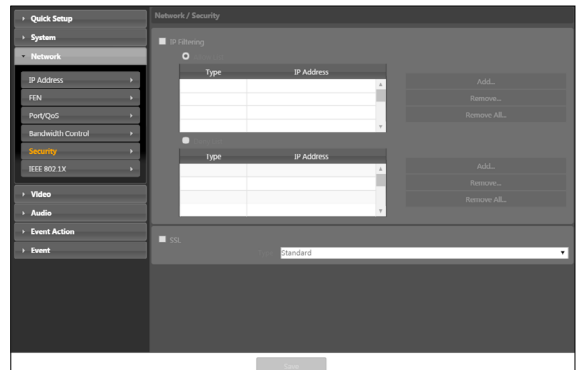 Quick Setup
System
Network
IP Address
FEN
Port/QoS
Bandwidth Control
Security
IEEE 802.1X
Video
Audio
Event Action
Event
Network / Security
IP Filtering
Type IP Address
Add...
Remove...
Remove All...
Type IP Address
Add...
Remove...
Remove All...
SSL
Standard
Save